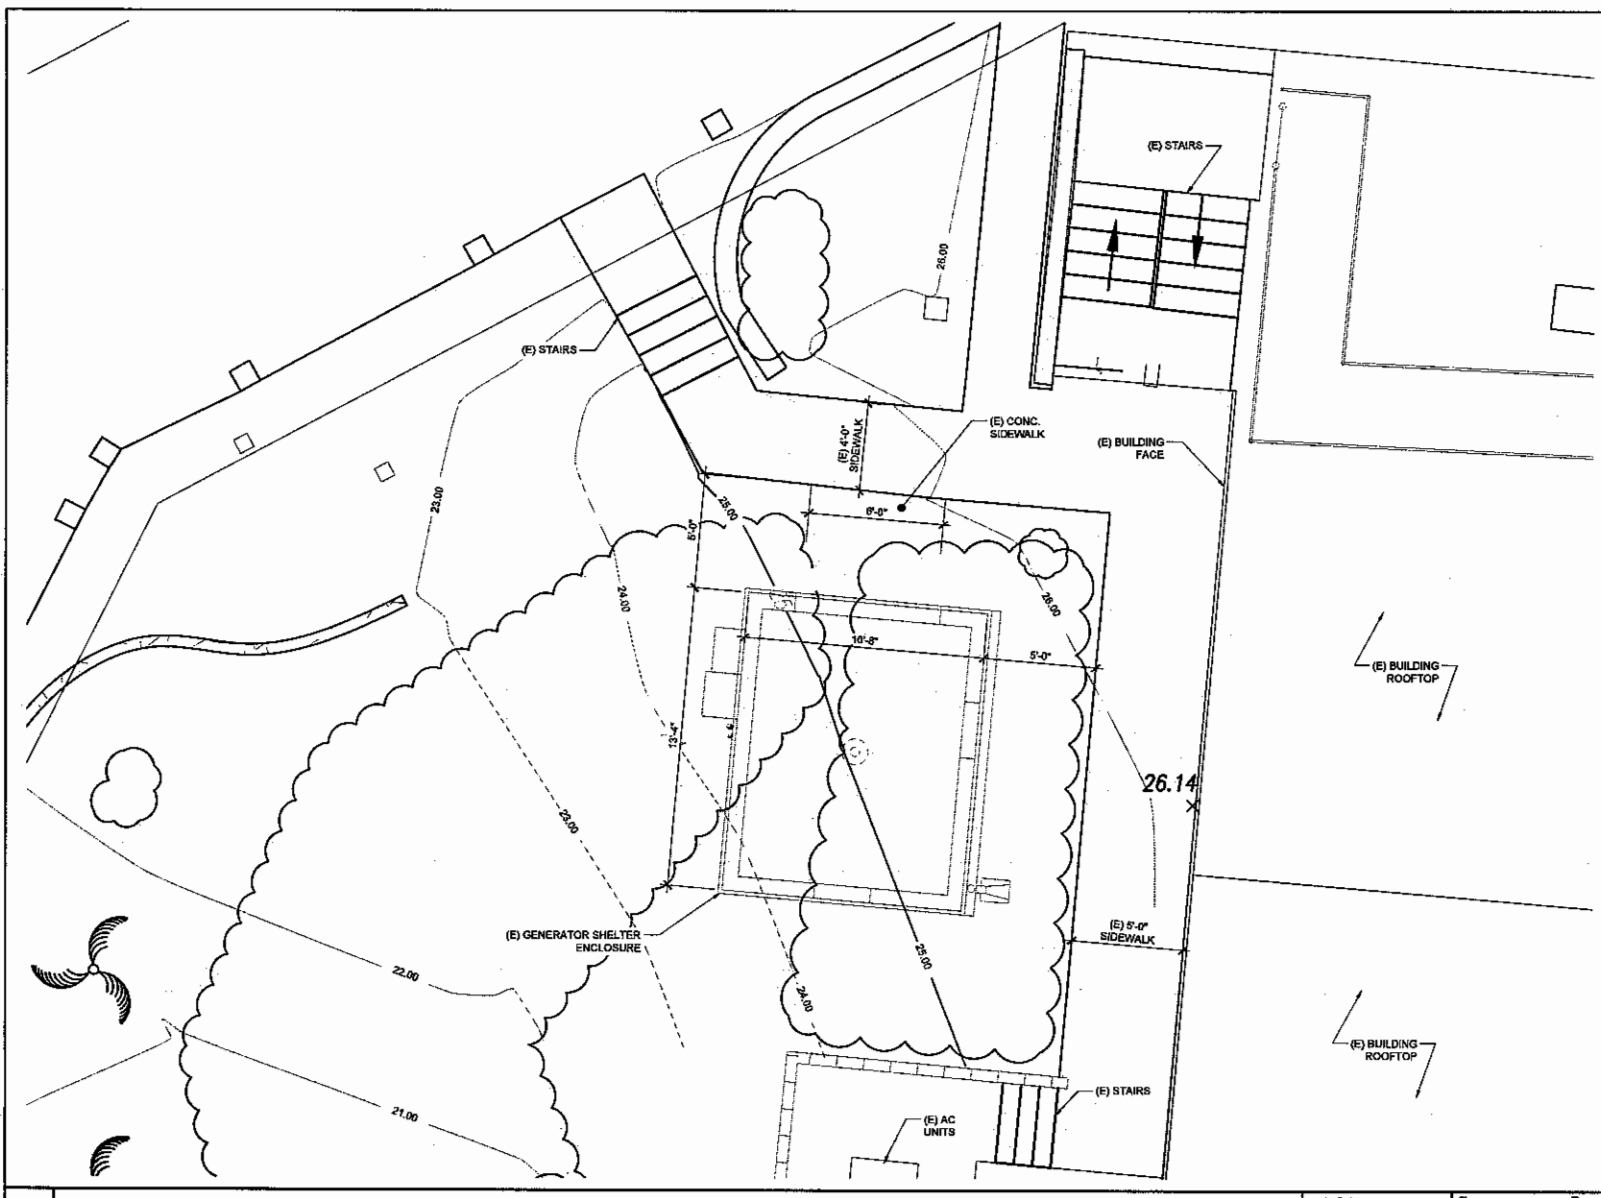 (E) STAIRS
26.00
(E) STAIRS
(E) 4'-0"
SIDEWALK
(E) CONC.
SIDEWALK
(E) BUILDING
FACE
23.00
25.00
6'-0"
5'-0"
24.00
26.00
10'-8"
5'-0"
(E) BUILDING
ROOFTOP
13'-4"
26.14
23.00
(E) GENERATOR SHELTER
ENCLOSURE
(E) 5'-0"
SIDEWALK
22.00
25.00
24.00
(E) BUILDING
ROOFTOP
21.00
(E) STAIRS
(E) AC
UNITS